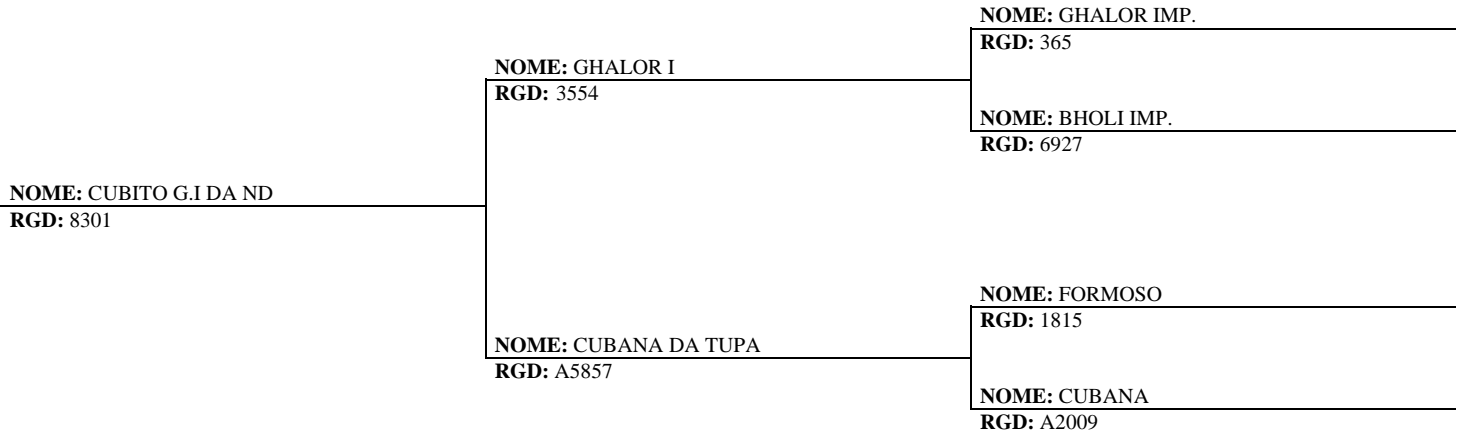 NOME: GHALOR IMP.
RGD: 365
NOME: GHALOR I
RGD: 3554
NOME: BHOLI IMP.
RGD: 6927
NOME: CUBITO G.I DA ND
RGD: 8301
NOME: FORMOSO
RGD: 1815
NOME: CUBANA DA TUPA
RGD: A5857
NOME: CUBANA
RGD: A2009